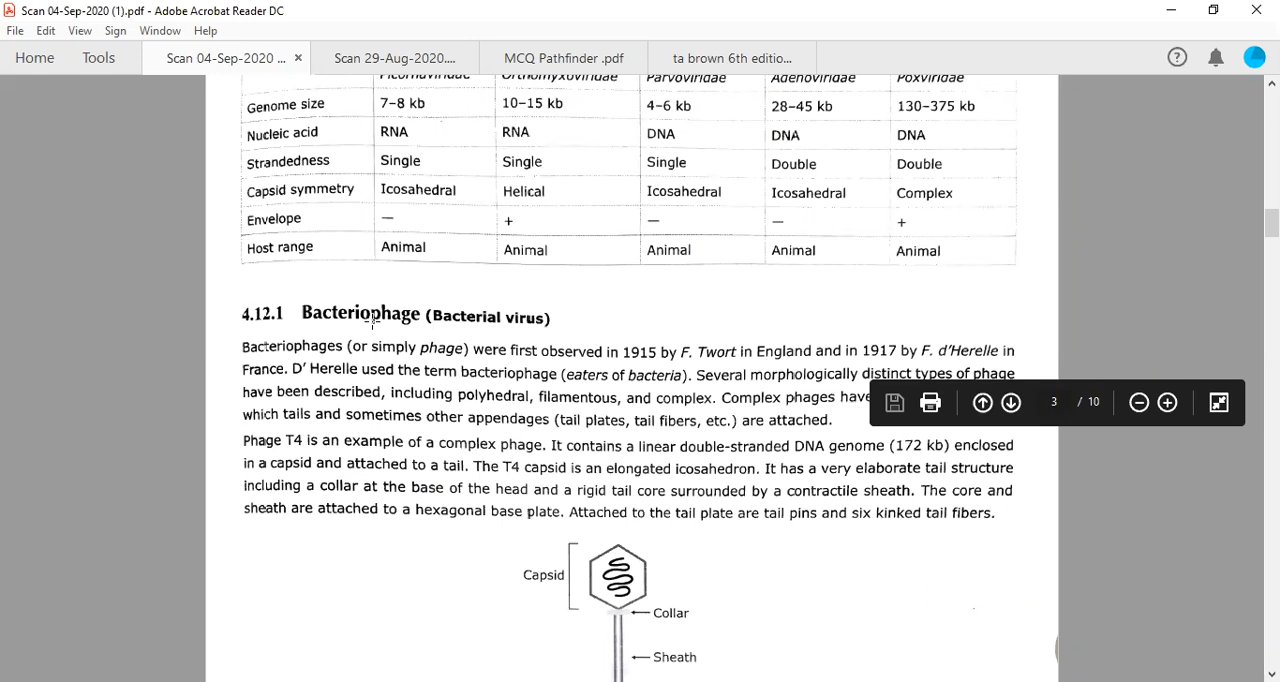 Scan 04-Sep-2020 (1).pdf - Adobe Acrobat Reader DC
File Edit View Sign Window Help
Home Tools Scan 04-Sep-2020 ... × Scan 29-Aug-2020.... MCQ Pathfinder .pdf ta brown 6th editio...
Picornaviridae Orthomyxoviridae Parvoviridae Adenoviridae Poxviridae
Genome size 7–8 kb 10–15 kb 4–6 kb 28–45 kb 130–375 kb
Nucleic acid RNA RNA DNA DNA DNA
Strandedness Single Single Single Double Double
Capsid symmetry Icosahedral Helical Icosahedral Icosahedral Complex
Envelope — + — — +
Host range Animal Animal Animal Animal Animal
4.12.1 Bacteriophage (Bacterial virus)
Bacteriophages (or simply phage) were first observed in 1915 by F. Twort in England and in 1917 by F. d'Herelle in
France. D' Herelle used the term bacteriophage (eaters of bacteria). Several morphologically distinct types of phage
have been described, including polyhedral, filamentous, and complex. Complex phages have
which tails and sometimes other appendages (tail plates, tail fibers, etc.) are attached.
3 / 10
Phage T4 is an example of a complex phage. It contains a linear double-stranded DNA genome (172 kb) enclosed
in a capsid and attached to a tail. The T4 capsid is an elongated icosahedron. It has a very elaborate tail structure
including a collar at the base of the head and a rigid tail core surrounded by a contractile sheath. The core and
sheath are attached to a hexagonal base plate. Attached to the tail plate are tail pins and six kinked tail fibers.
Capsid
Collar
Sheath